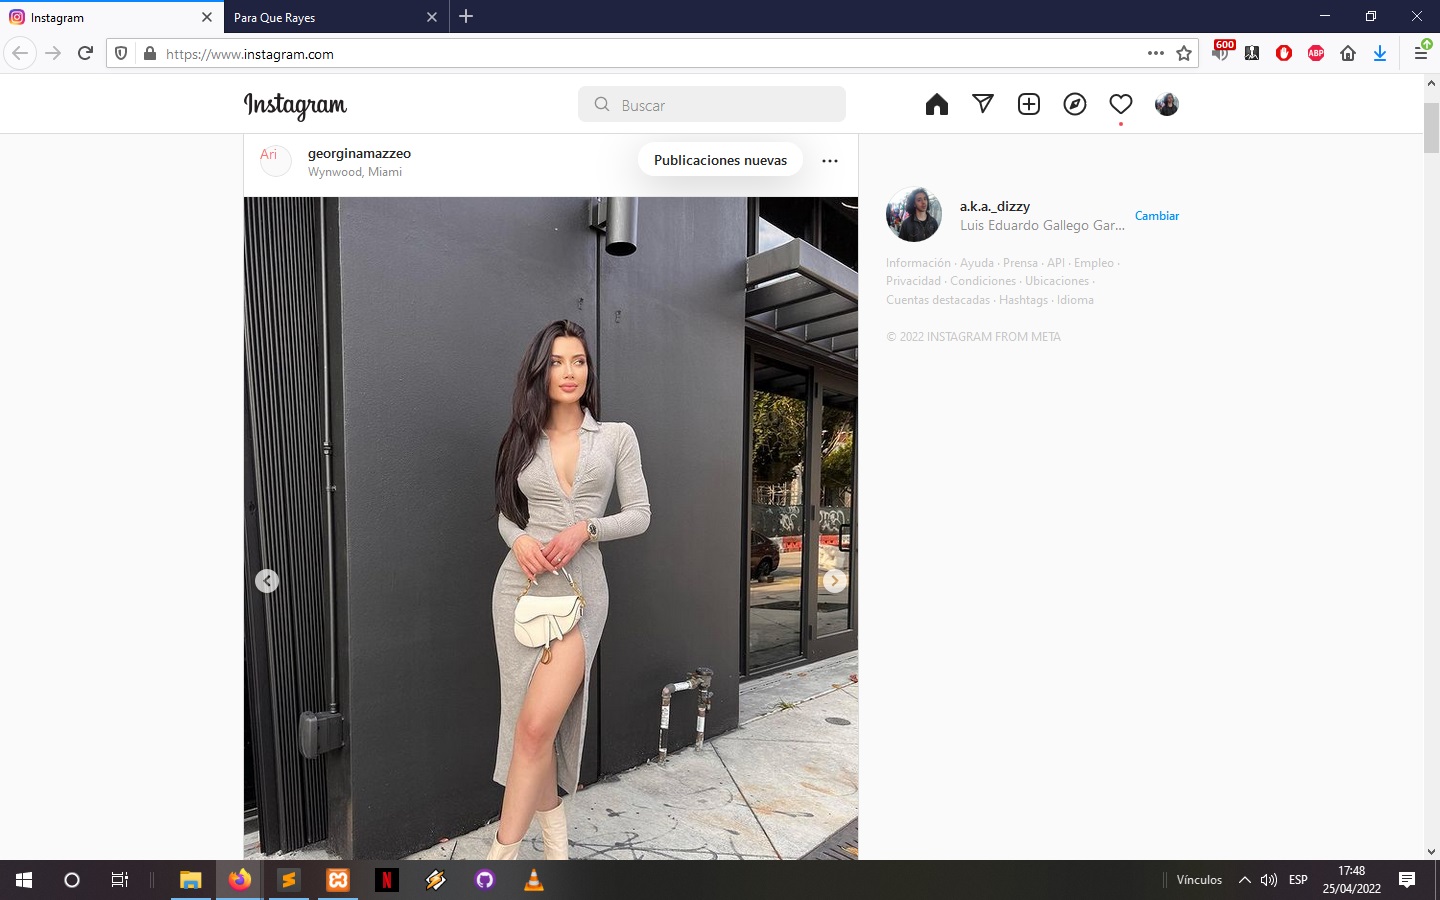 Instagram
Para Que Rayes
https://www.instagram.com
600
ABP
Instagram
Buscar
Ari
georginamazzeo
Wynwood, Miami
Publicaciones nuevas
a.k.a._dizzy
Luis Eduardo Gallego Gar...
Cambiar
Información · Ayuda · Prensa · API · Empleo ·
Privacidad · Condiciones · Ubicaciones ·
Cuentas destacadas · Hashtags · Idioma
© 2022 INSTAGRAM FROM META
N
Vínculos
ESP
17:48
25/04/2022